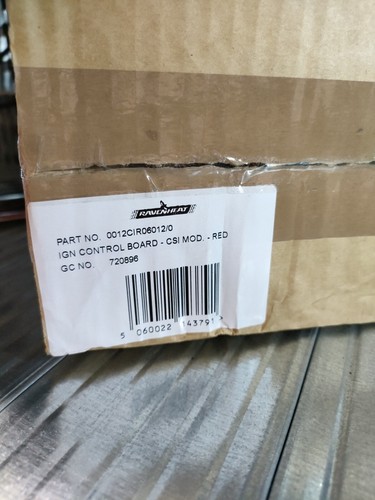 RAVENHEAT
PART NO. 0012CIR06012/0
IGN CONTROL BOARD - CSI MOD. - RED
GC NO. 720896
5 060022 143791